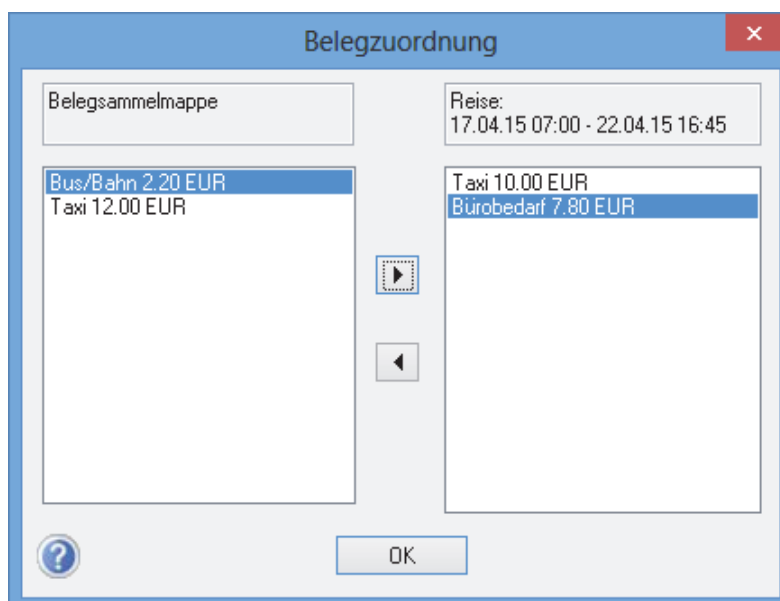 Belegzuordnung
Belegsammelmappe
Reise:
17.04.15 07:00 - 22.04.15 16:45
Bus/Bahn 2.20 EUR
Taxi 12.00 EUR
Taxi 10.00 EUR
Bürobedarf 7.80 EUR
OK